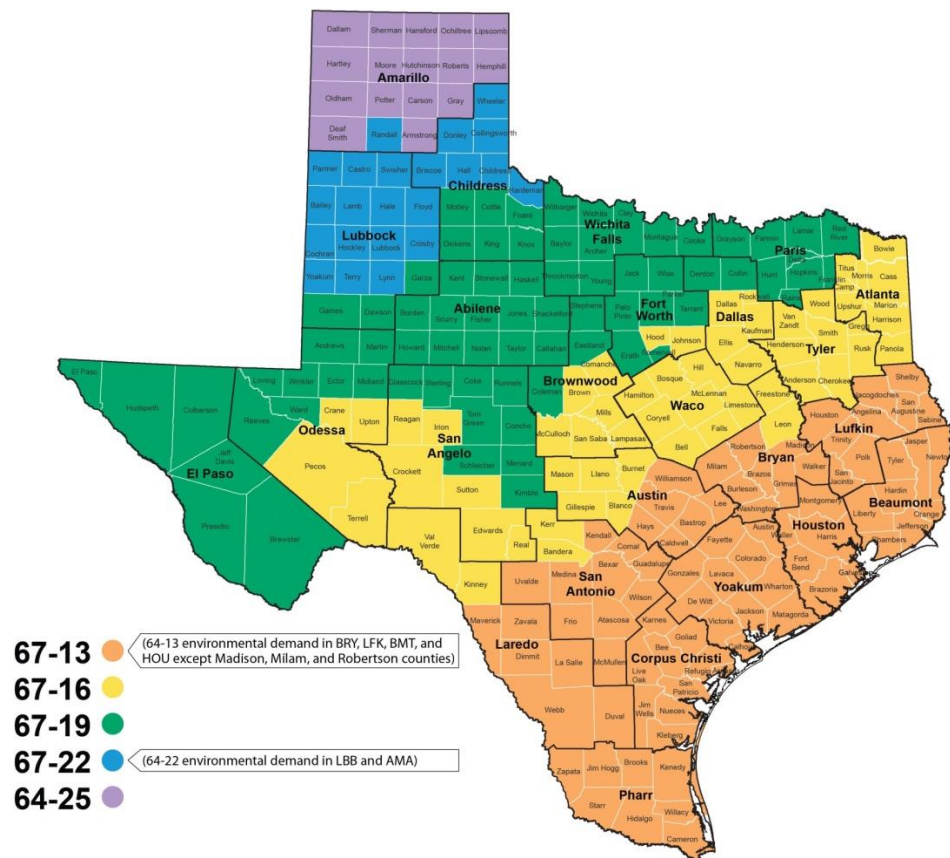 Dallam Sherman Hansford Ochiltree Lipscomb
Hartley Moore Hutchinson Roberts Hemphill
Amarillo
Oldham Potter Carson Gray Wheeler
Deaf Smith Randall Armstrong Donley Collingsworth
Parmer Castro Swisher Briscoe Hall Childress
Childress Hardeman
Bailey Lamb Hale Floyd Motley Cottle Foard Wilbarger Wichita Clay
Lubbock Wichita Falls
Cochran Hockley Lubbock Crosby Dickens King Knox Baylor Archer Montague Cooke Grayson Fannin Lamar Red River
Paris Delta Bowie
Yoakum Terry Lynn Garza Kent Stonewall Haskell Throckmorton Young Jack Wise Denton Collin Hunt Hopkins Franklin Titus Morris Cass
Camp Atlanta
Abilene Rains Upshur Marion
Gaines Dawson Borden Scurry Fisher Jones Shackelford Stephens Palo Pinto Parker Tarrant Dallas Rockwall Wood Harrison
Fort Worth Dallas Kaufman Van Zandt Smith Gregg
Andrews Martin Howard Mitchell Nolan Taylor Callahan Eastland Erath Hood Johnson Ellis Henderson Tyler Rusk Panola
Somervell Navarro
El Paso Loving Winkler Ector Midland Glasscock Sterling Coke Runnels Coleman Brownwood Comanche Brown Hamilton Bosque Hill Anderson Cherokee Shelby
Hudspeth Culberson Reeves Ward Crane Upton Reagan Irion Tom Green Concho McCulloch Mills Waco McLennan Limestone Freestone Nacogdoches San Augustine
Coryell Leon Houston Angelina Sabine
Odessa San Angelo San Saba Lampasas Falls Lufkin
Jeff Davis Pecos Crockett Schleicher Menard Bell Robertson Madison Trinity Polk Jasper Newton
El Paso Mason Llano Burnet Milam Bryan Walker Tyler
Sutton Kimble Williamson Brazos Grimes San Jacinto
Austin Burleson Hardin
Presidio Brewster Terrell Gillespie Blanco Travis Lee Washington Montgomery Beaumont
Val Verde Edwards Real Kerr Hays Bastrop Austin Waller Houston Liberty Orange
Bandera Kendall Comal Caldwell Fayette Harris Chambers Jefferson
Kinney Uvalde Medina Bexar Guadalupe Gonzales Lavaca Colorado Fort Bend Galveston
San Antonio Yoakum Wharton Brazoria
Wilson De Witt Jackson Matagorda
Maverick Zavala Frio Atascosa Karnes Victoria
Goliad
Laredo Dimmit La Salle McMullen Bee Corpus Christi Calhoun
Live Oak Refugio Aransas
San Patricio
Webb Duval Jim Wells Nueces
Kleberg
Zapata Jim Hogg Brooks Kenedy
Pharr
Starr Hidalgo Willacy
Cameron
67-13 (64-13 environmental demand in BRY, LFK, BMT, and
HOU except Madison, Milam, and Robertson counties)
67-16
67-19
67-22 (64-22 environmental demand in LBB and AMA)
64-25